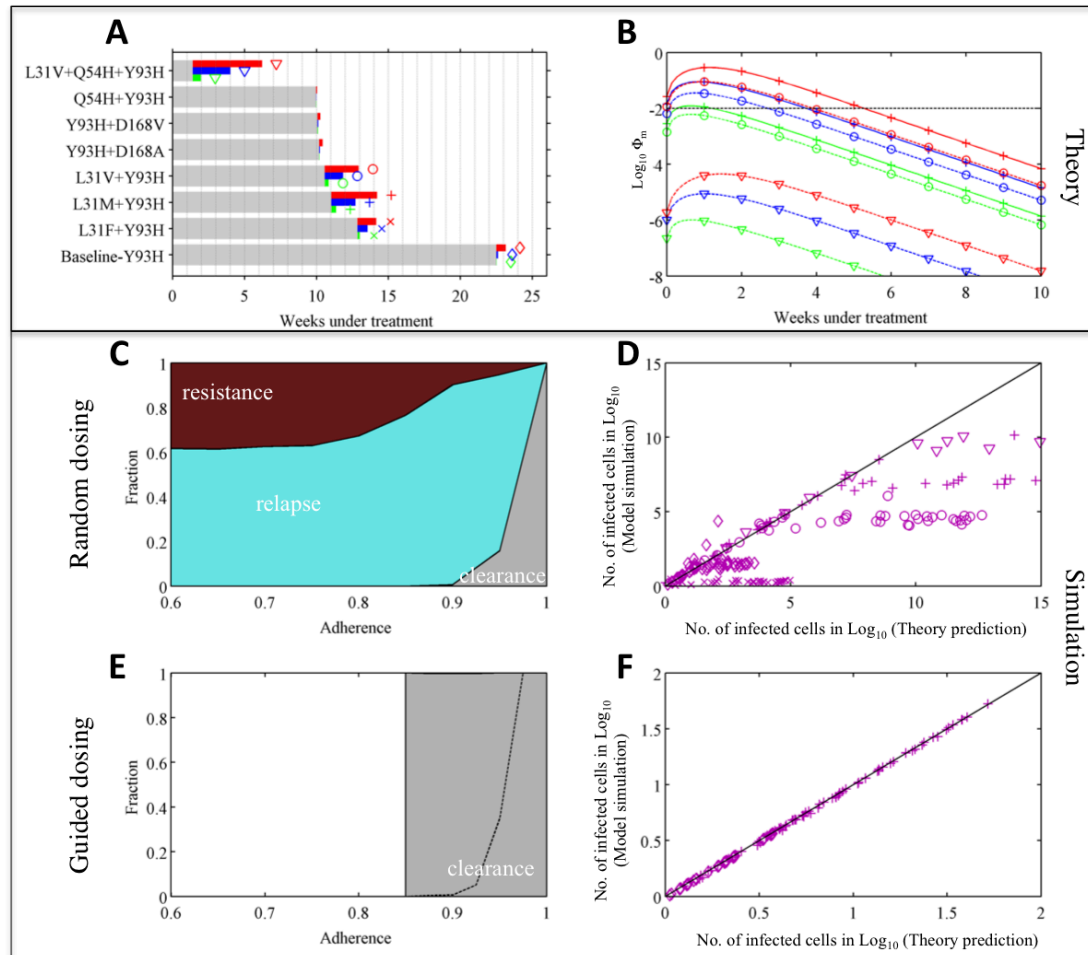 A
L31V+Q54H+Y93H
Q54H+Y93H
Y93H+D168V
Y93H+D168A
L31V+Y93H
L31M+Y93H
L31F+Y93H
Baseline-Y93H
0 5 10 15 20 25
Weeks under treatment
B
0
-2
-4
-6
-8
Log10 Φm
0 2 4 6 8 10
Weeks under treatment
Theory
Random dosing
C
1
0.8
0.6
0.4
0.2
0
Fraction
resistance
relapse
clearance
0.6 0.7 0.8 0.9 1
Adherence
D
15
10
5
0
No. of infected cells in Log10
(Model simulation)
0 5 10 15
No. of infected cells in Log10 (Theory prediction)
Simulation
Guided dosing
E
1
0.8
0.6
0.4
0.2
0
Fraction
clearance
0.6 0.7 0.8 0.9 1
Adherence
F
2
1.5
1
0.5
0
No. of infected cells in Log10
(Model simulation)
0 0.5 1 1.5 2
No. of infected cells in Log10 (Theory prediction)